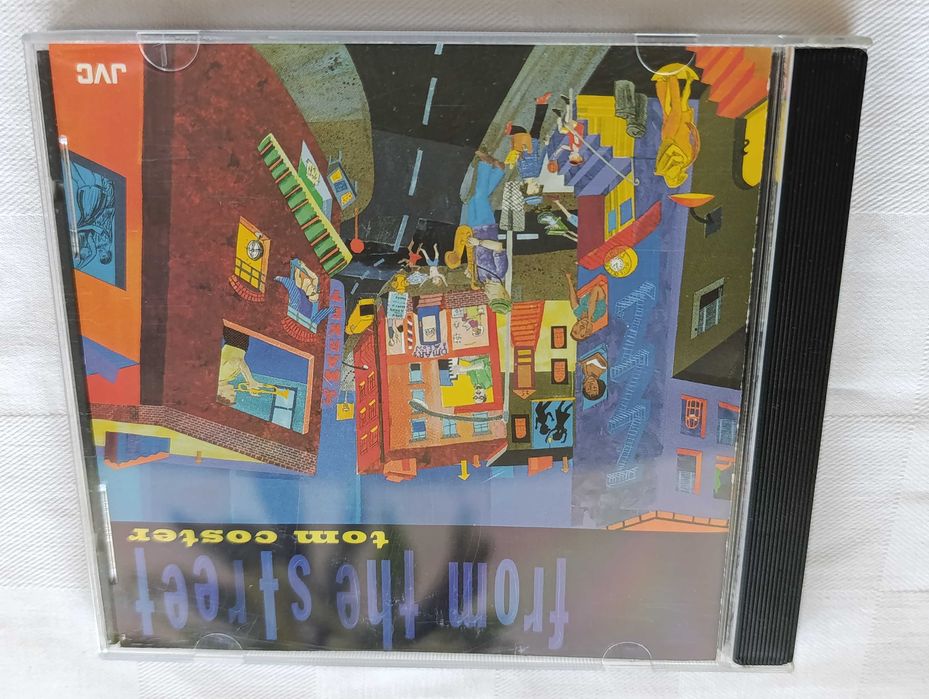 from the street
tom coster
JVC